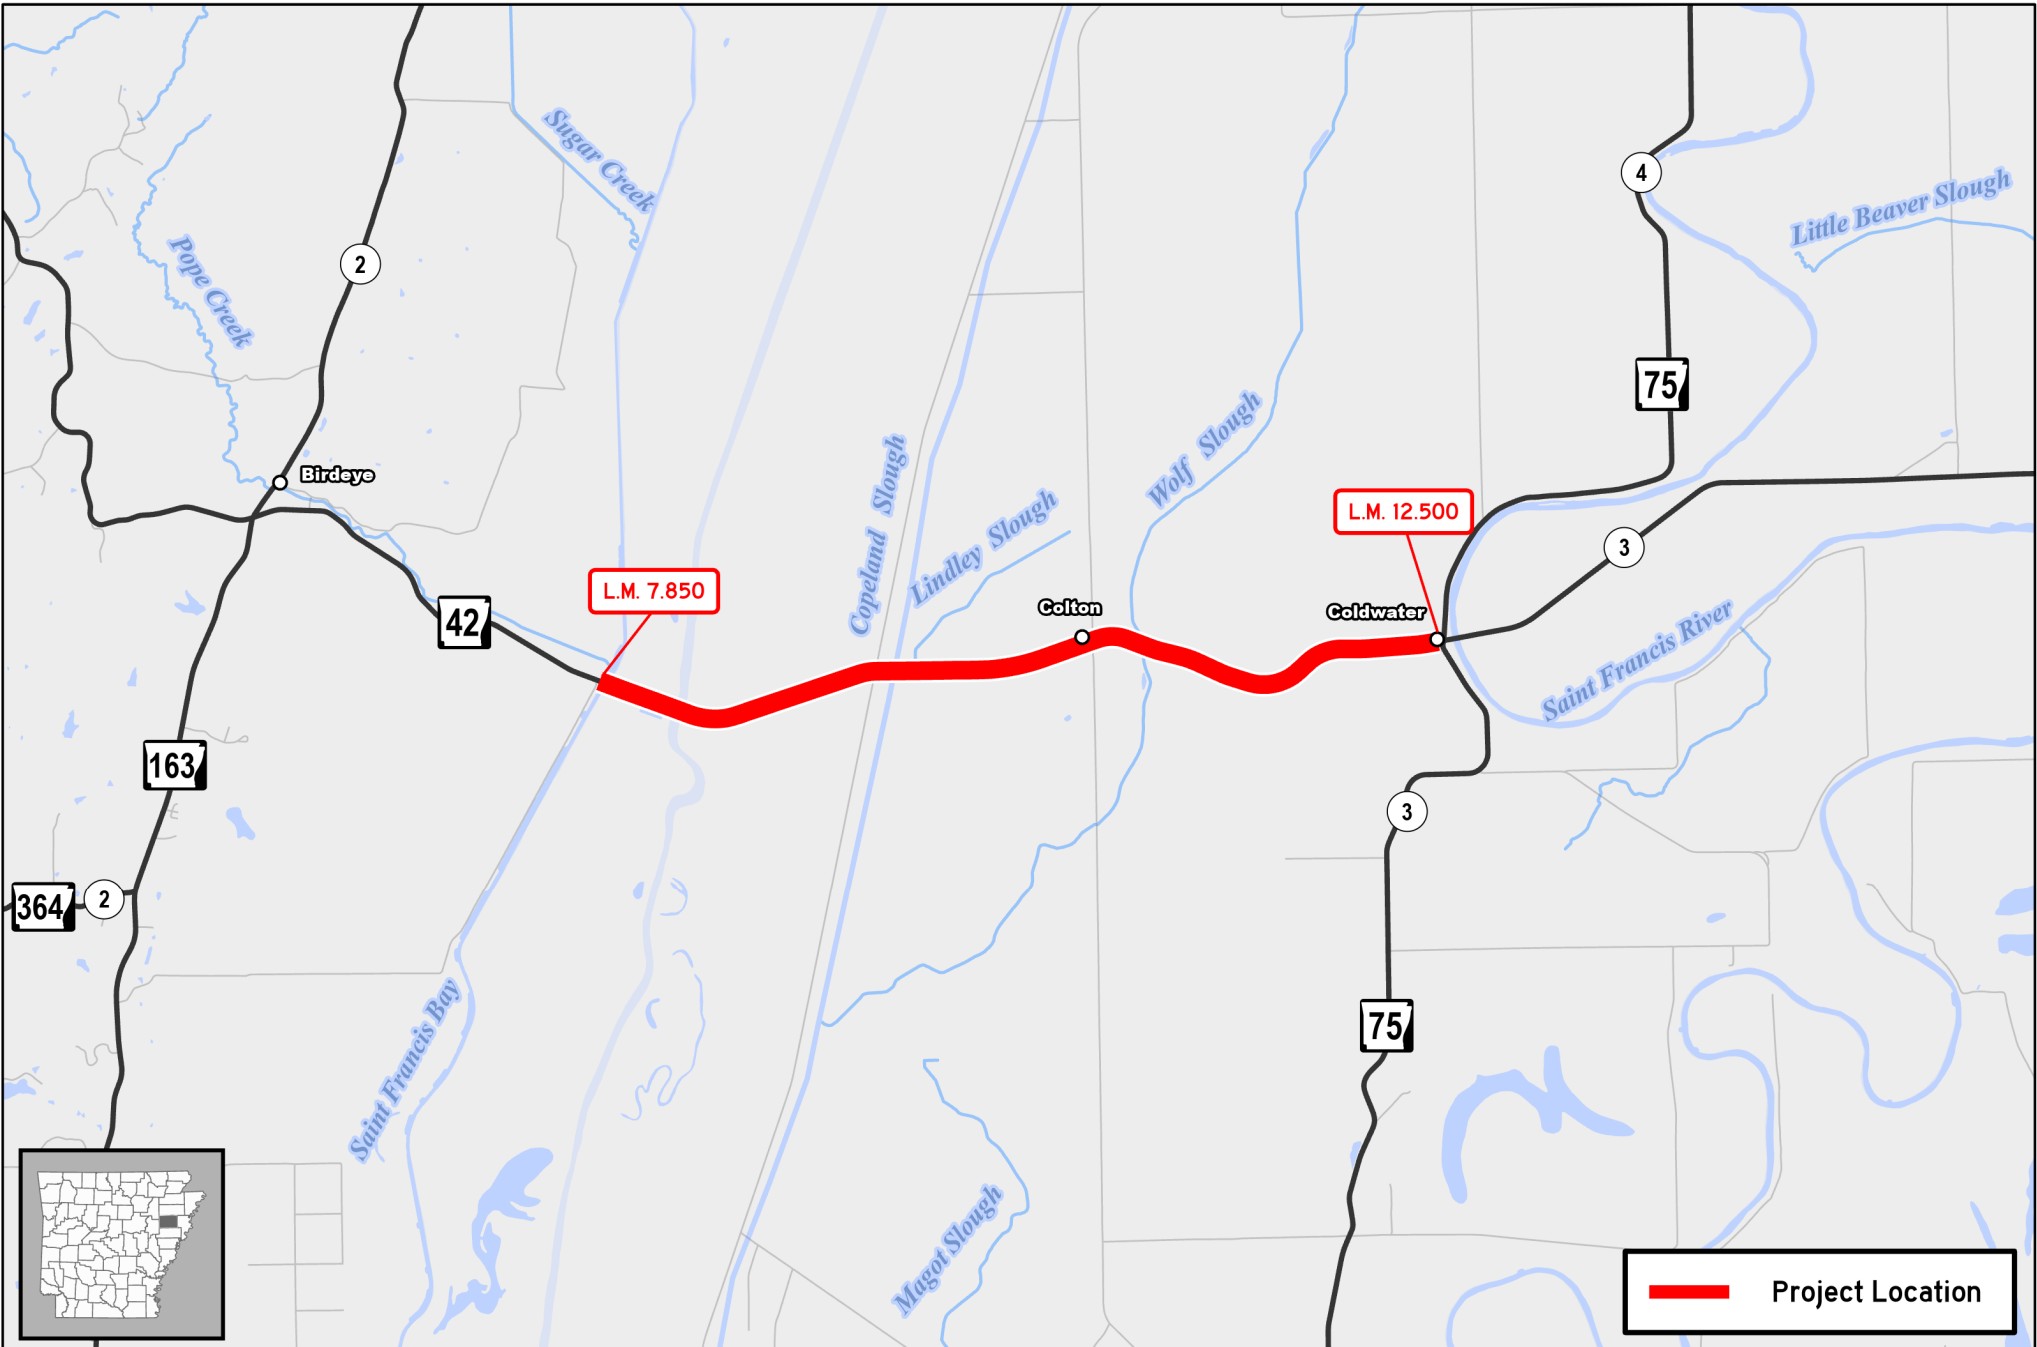 Sugar Creek
4
Little Beaver Slough
2
Pope Creek
75
Wolf Slough
Birdeye
Copeland Slough
Lindley Slough
L.M. 12.500
3
L.M. 7.850
Colton
Coldwater
42
Saint Francis River
163
3
364
2
75
Saint Francis Bay
Magot Slough
Project Location